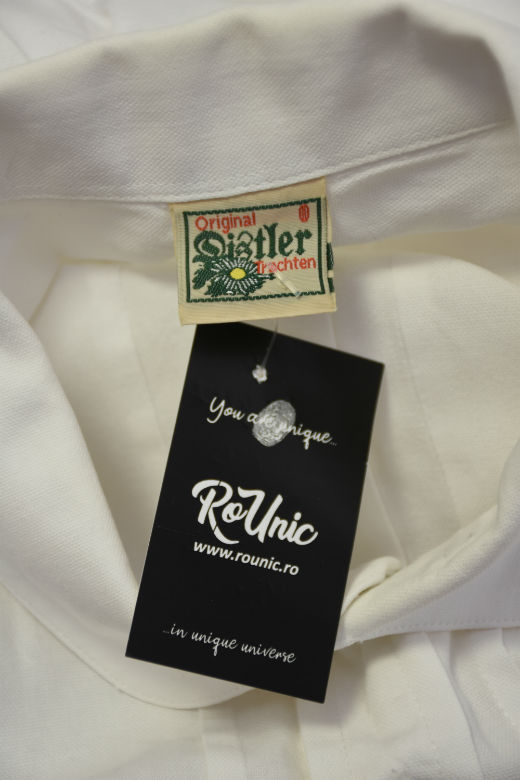 Original
Distler
Trachten
You are unique...
RoUnic
www.rounic.ro
...in unique universe